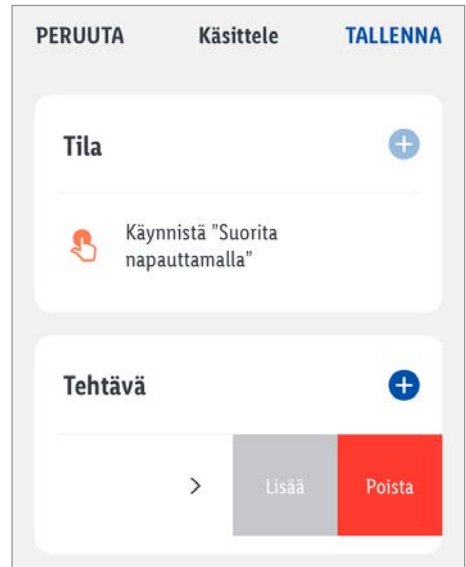 PERUUTA Käsittele TALLENNA
Tila
Käynnistä ”Suorita
napauttamalla”
Tehtävä
Lisää Poista